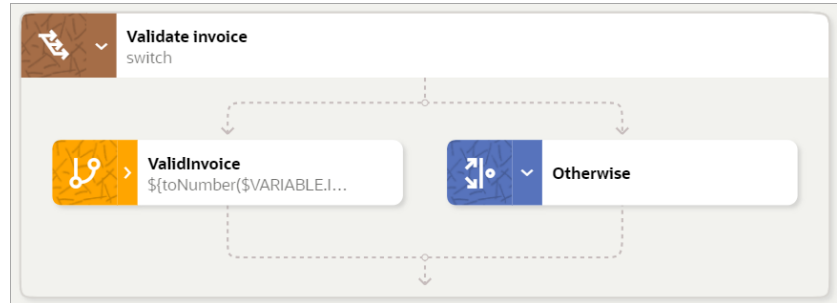 Validate invoice
switch
ValidInvoice
${toNumber($VARIABLE.I...
Otherwise